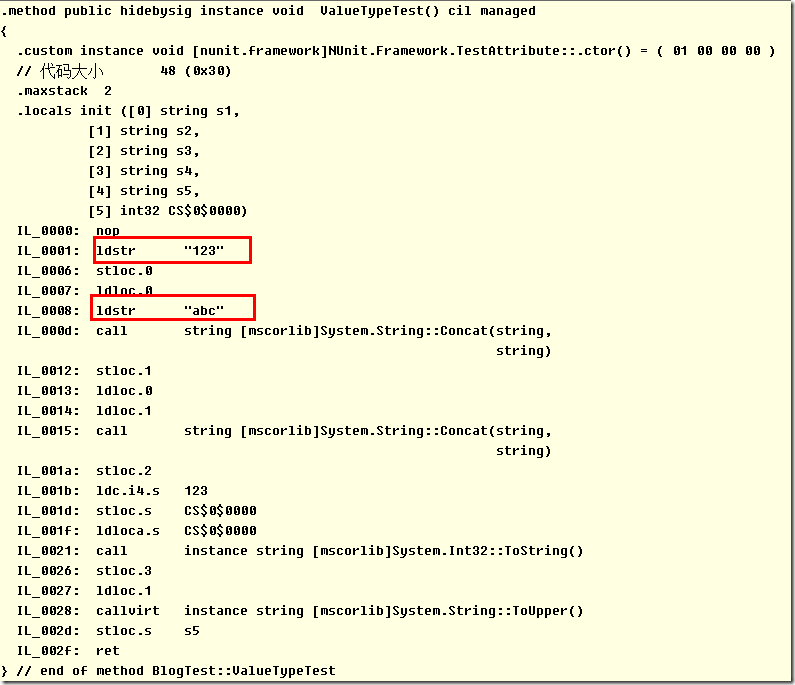 .method public hidebysig instance void  ValueTypeTest() cil managed
{
  .custom instance void [nunit.framework]NUnit.Framework.TestAttribute::.ctor() = ( 01 00 00 00 )
  // 代码大小       48 (0x30)
  .maxstack  2
  .locals init ([0] string s1,
           [1] string s2,
           [2] string s3,
           [3] string s4,
           [4] string s5,
           [5] int32 CS$0$0000)
  IL_0000:  nop
  IL_0001:  ldstr      "123"
  IL_0006:  stloc.0
  IL_0007:  ldloc.0
  IL_0008:  ldstr      "abc"
  IL_000d:  call       string [mscorlib]System.String::Concat(string,
                                                              string)
  IL_0012:  stloc.1
  IL_0013:  ldloc.0
  IL_0014:  ldloc.1
  IL_0015:  call       string [mscorlib]System.String::Concat(string,
                                                              string)
  IL_001a:  stloc.2
  IL_001b:  ldc.i4.s   123
  IL_001d:  stloc.s    CS$0$0000
  IL_001f:  ldloca.s   CS$0$0000
  IL_0021:  call       instance string [mscorlib]System.Int32::ToString()
  IL_0026:  stloc.3
  IL_0027:  ldloc.1
  IL_0028:  callvirt   instance string [mscorlib]System.String::ToUpper()
  IL_002d:  stloc.s    s5
  IL_002f:  ret
} // end of method BlogTest::ValueTypeTest